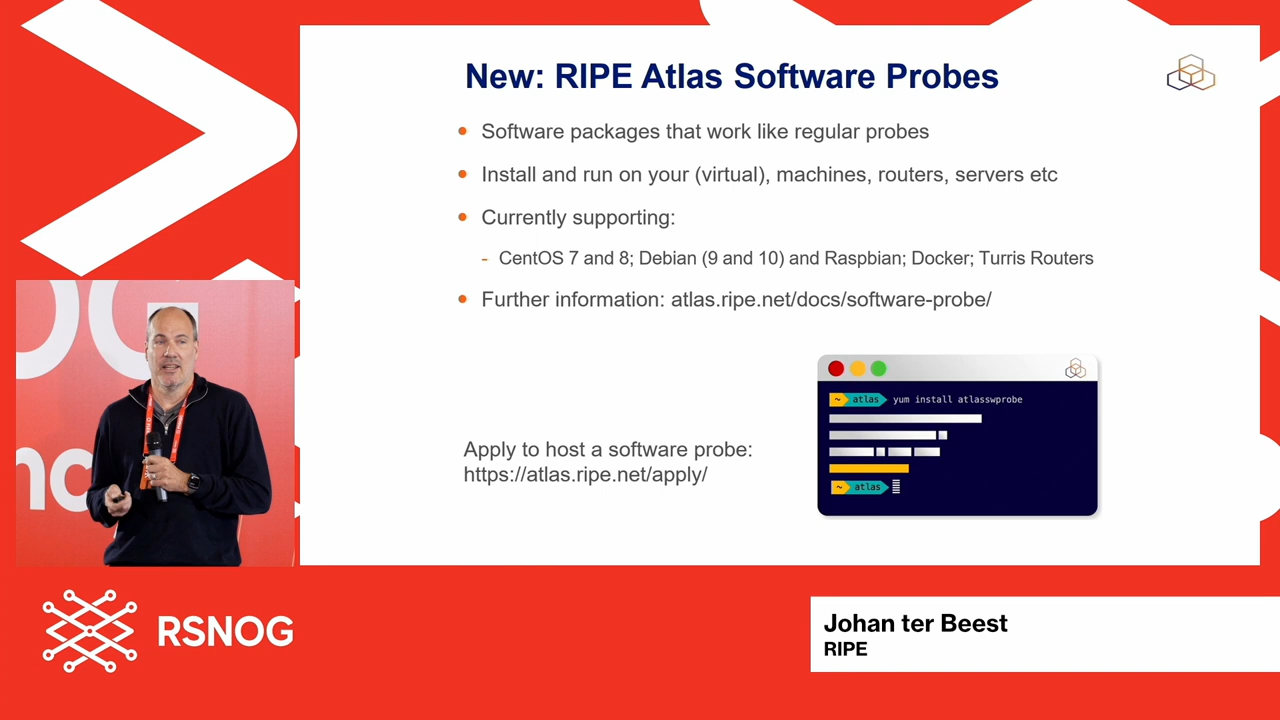 New: RIPE Atlas Software Probes
• Software packages that work like regular probes
• Install and run on your (virtual), machines, routers, servers etc
• Currently supporting:
- CentOS 7 and 8; Debian (9 and 10) and Raspbian; Docker; Turris Routers
• Further information: atlas.ripe.net/docs/software-probe/
~ atlas yum install atlasswprobe
~ atlas
Apply to host a software probe:
https://atlas.ripe.net/apply/
RSNOG
Johan ter Beest
RIPE